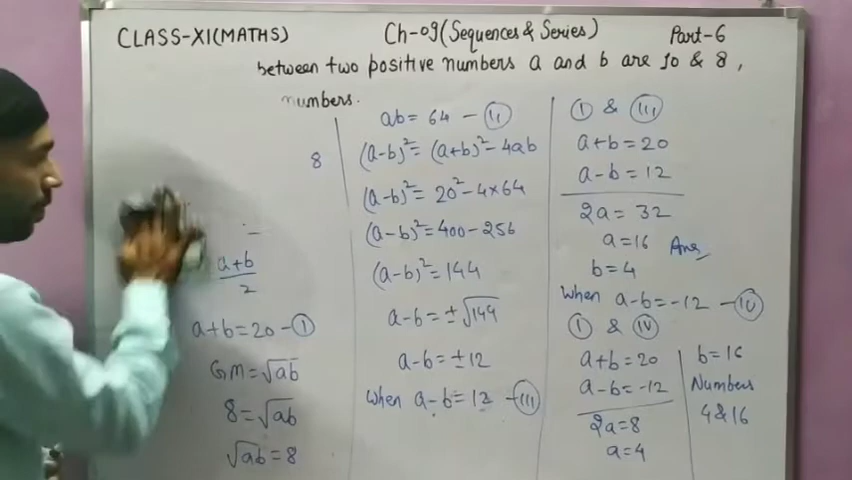 CLASS-XI(MATHS) Ch-09(Sequences & Series) Part-6
between two positive numbers a and b are 10 & 8,
numbers.
8
a+b
2
a+b=20 - (I)
GM = √ab
8 = √ab
√ab = 8
ab = 64 - (II)
(a-b)² = (a+b)² - 4ab
(a-b)² = 20² - 4×64
(a-b)² = 400 - 256
(a-b)² = 144
a-b = ±√144
a-b = ±12
When a-b = 12 - (III)
(I) & (III)
a+b = 20
a-b = 12
2a = 32
a=16 Ans
b=4
When a-b=-12 - (IV)
(I) & (IV)
a+b = 20
a-b = -12
2a=8
a=4
b=16
Numbers
4&16